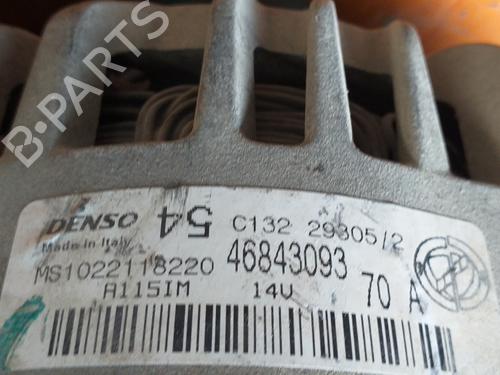 B-PARTS
DENSO 54 C132 29305/2
Made in Italy
MS1022118220 46843093
A115IM 14V 70 A